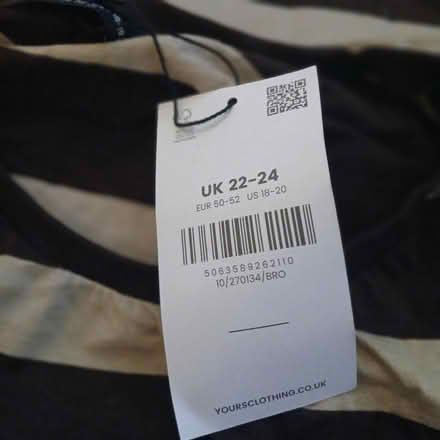 UK 22-24
EUR 50-52 US 18-20
5063589262110
10/270134/BRO
YOURSCLOTHING.CO.UK